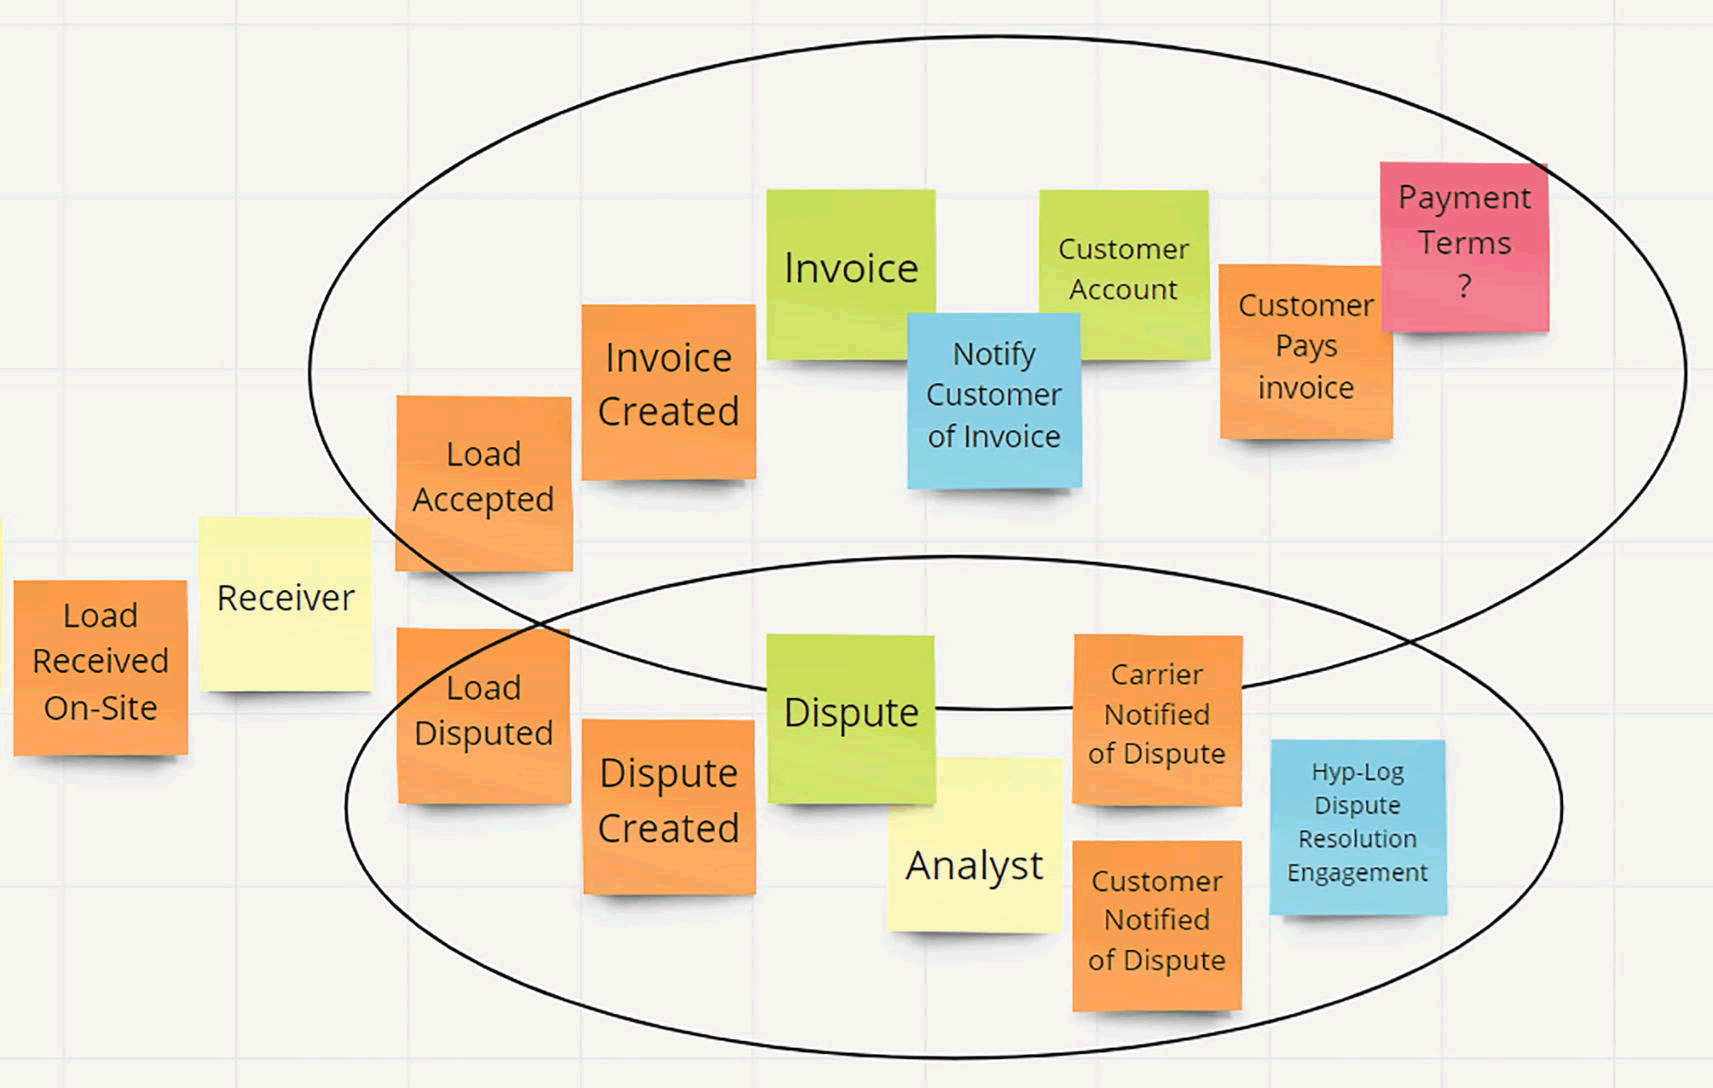 Load
Received
On-Site
Receiver
Load
Accepted
Invoice
Created
Invoice
Notify
Customer
of Invoice
Customer
Account
Customer
Pays
invoice
Payment
Terms
?
Load
Disputed
Dispute
Created
Dispute
Analyst
Carrier
Notified
of Dispute
Customer
Notified
of Dispute
Hyp-Log
Dispute
Resolution
Engagement